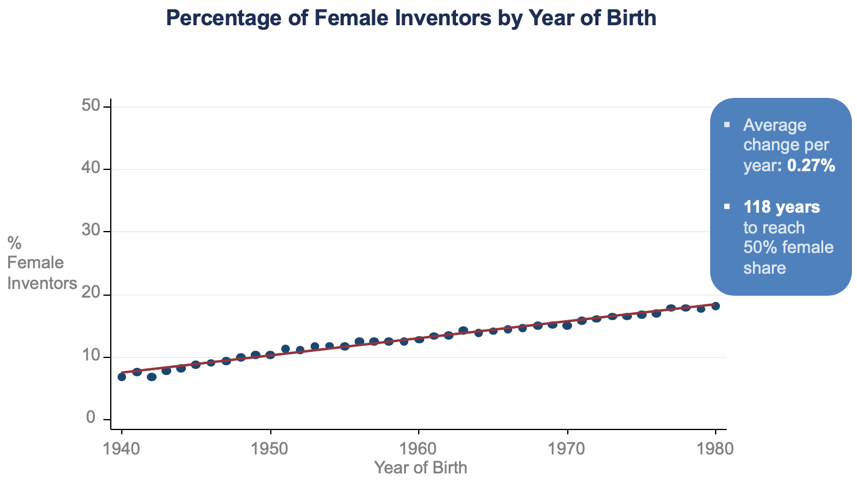 Percentage of Female Inventors by Year of Birth
50
40
30
20
10
0
%
Female
Inventors
1940 1950 1960 1970 1980
Year of Birth
▪ Average
change per
year: 0.27%
▪ 118 years
to reach
50% female
share